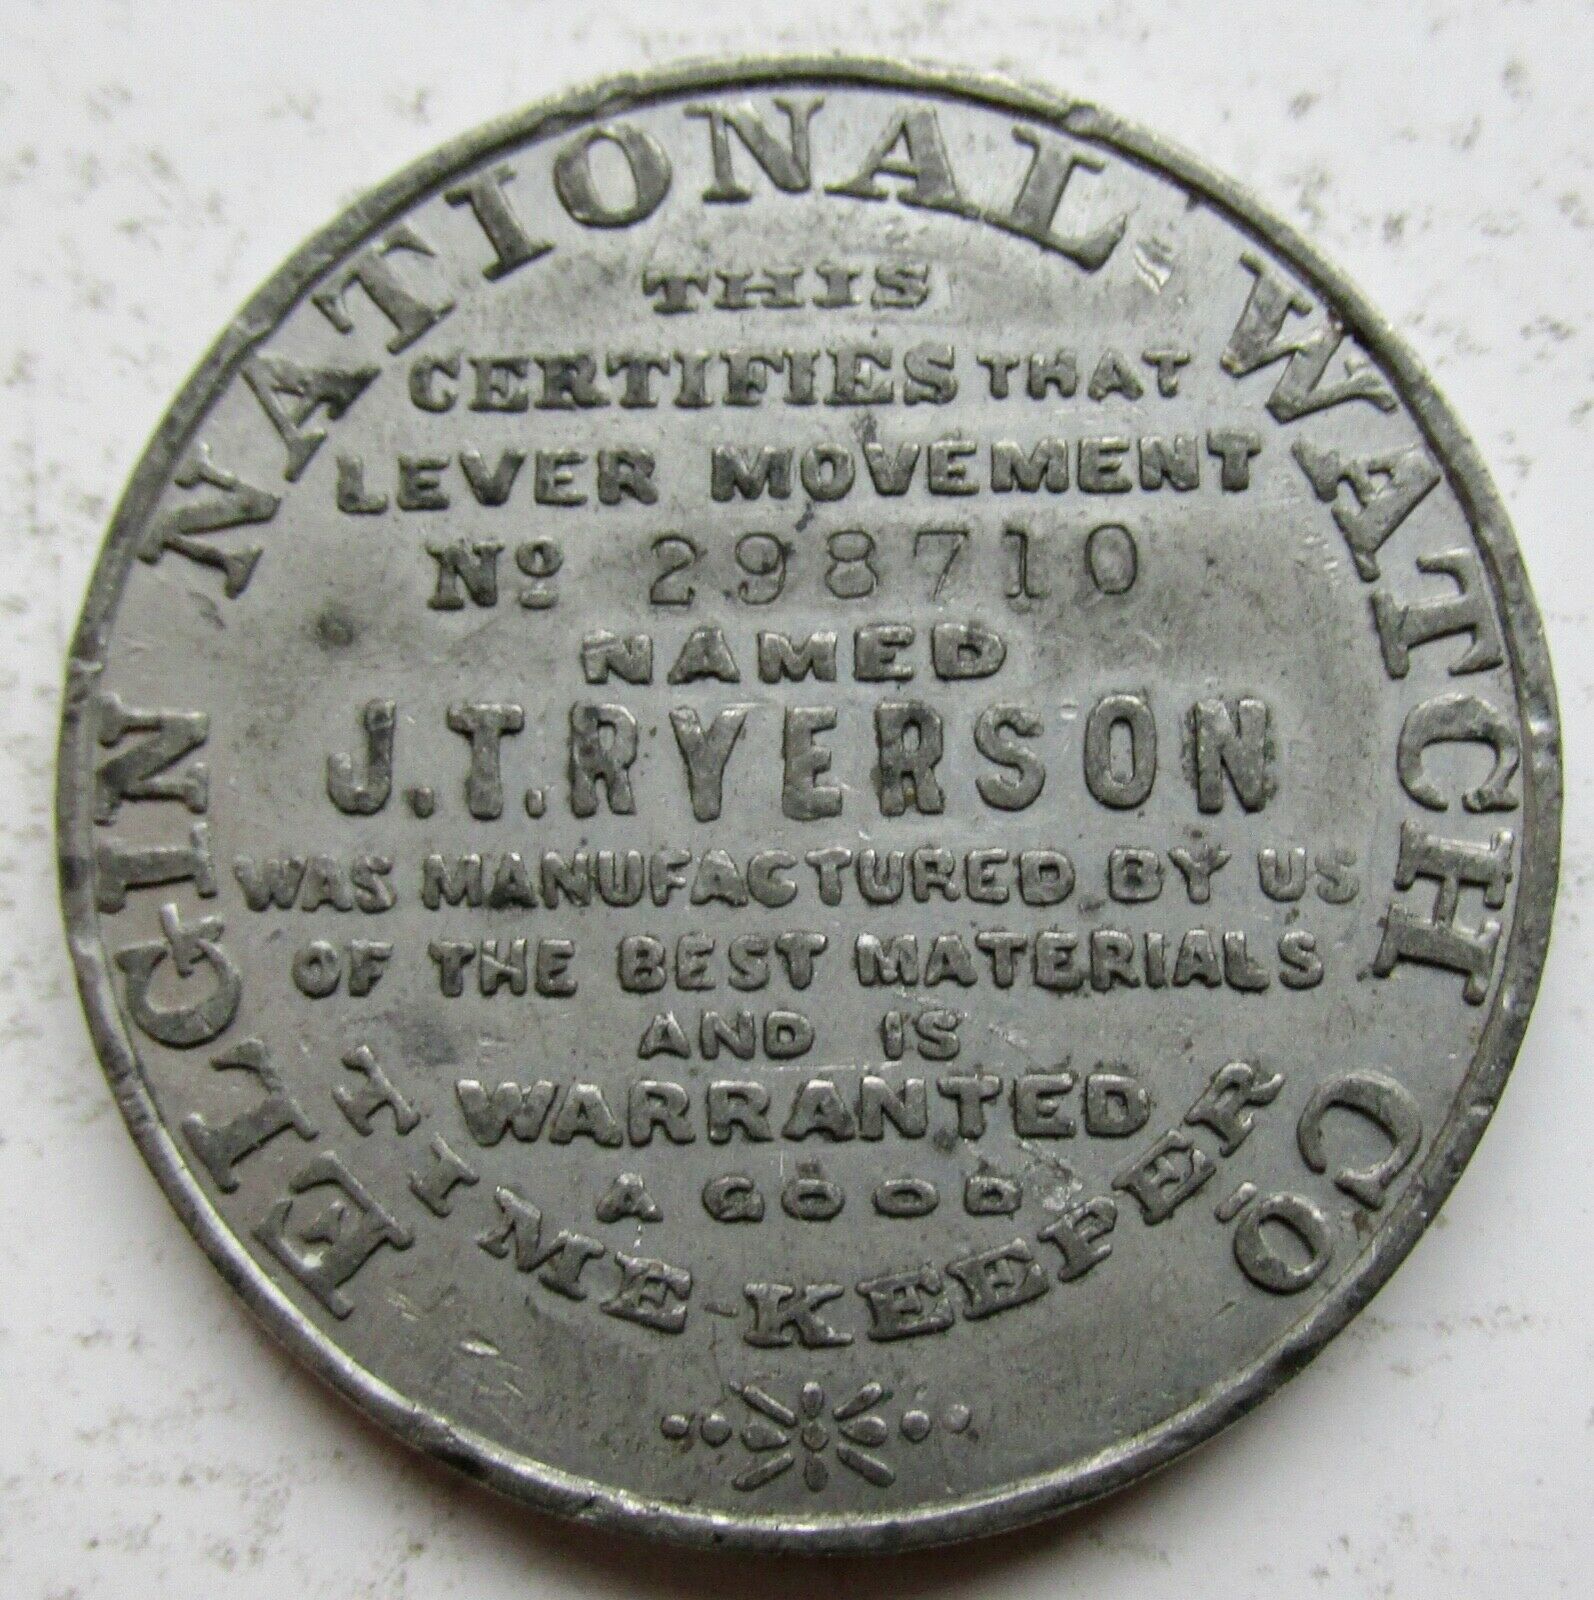 ELGIN NATIONAL WATCH CO.
THIS
CERTIFIES THAT
LEVER MOVEMENT
No 298710
NAMED
J.T. RYERSON
WAS MANUFACTURED BY US
OF THE BEST MATERIALS
AND IS
WARRANTED
A GOOD
TIME-KEEPER